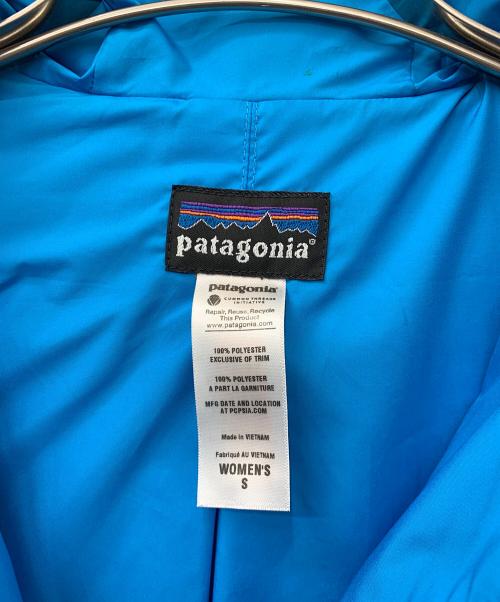 patagonia®
patagonia®
COMMON THREADS
INITIATIVE
Repair, Reuse, Recycle
This Product
www.patagonia.com
100% POLYESTER
EXCLUSIVE OF TRIM
100% POLYESTER
A PART LA GARNITURE
MFG DATE AND LOCATION
AT PCPSIA.COM
Made in VIETNAM
Fabriqué AU VIETNAM
WOMEN'S
S